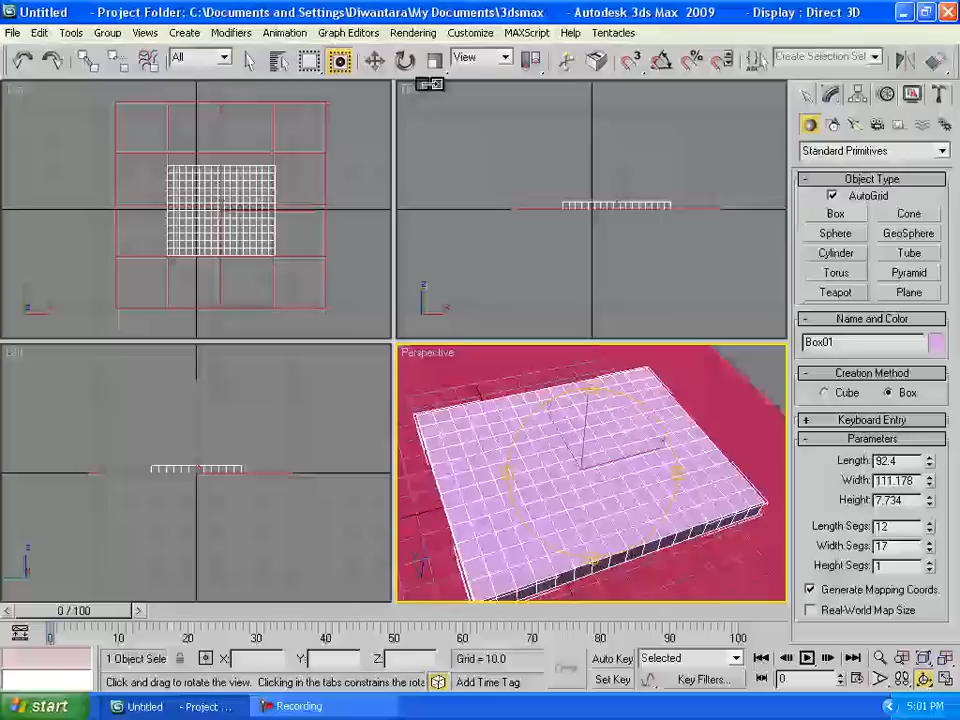 Untitled - Project Folder: C:\Documents and Settings\Diwantara\My Documents\3dsmax - Autodesk 3ds Max 2009 - Display : Direct 3D
File Edit Tools Group Views Create Modifiers Animation Graph Editors Rendering Customize MAXScript Help Tentacles
All View Create Selection Set
Standard Primitives
- Object Type
AutoGrid
Box Cone
Sphere GeoSphere
Cylinder Tube
Torus Pyramid
Teapot Plane
- Name and Color
Box01
Perspective
- Creation Method
Cube Box
+ Keyboard Entry
- Parameters
Length: 92.4
Width: 111.178
Height: 7.734
Length Segs: 12
Width Segs: 17
Height Segs: 1
Generate Mapping Coords.
Real-World Map Size
< 0 / 100 >
0 10 20 30 40 50 60 70 80 90 100
1 Object Sele X: Y: Z: Grid = 10.0 Auto Key Selected
Click and drag to rotate the view. Clicking in the tabs constrains the rota Add Time Tag Set Key Key Filters... 0
start Untitled - Project ... Recording 5:01 PM